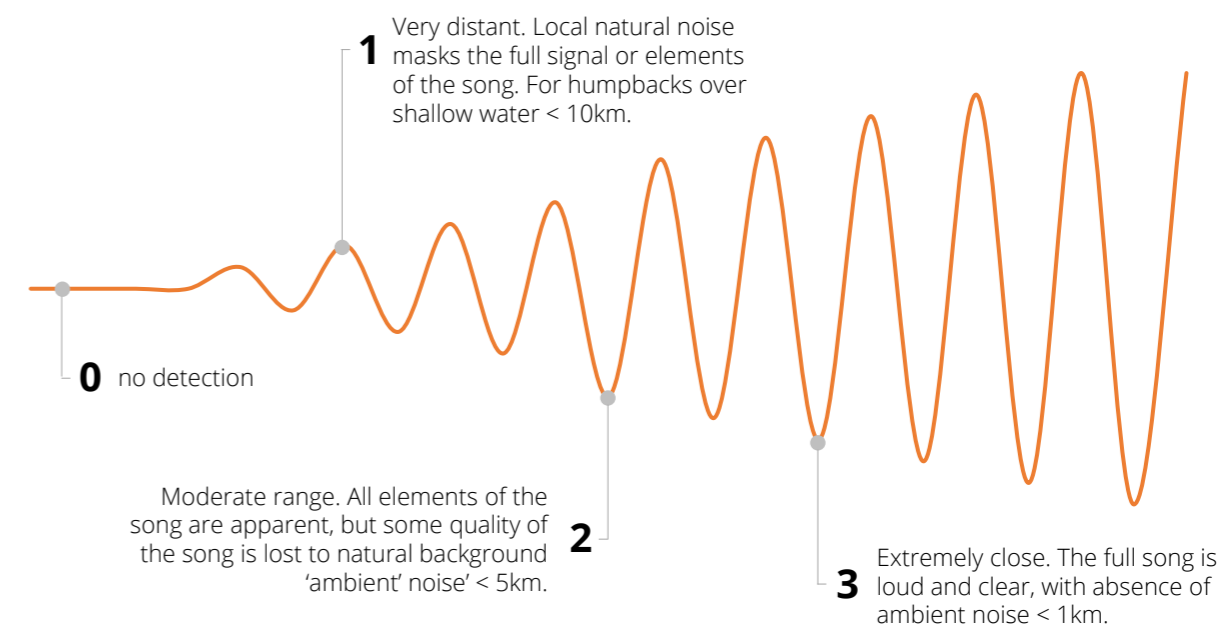 1
Very distant. Local natural noise
masks the full signal or elements
of the song. For humpbacks over
shallow water < 10km.
0 no detection
2
Moderate range. All elements of the
song are apparent, but some quality of
the song is lost to natural background
‘ambient’ noise’ < 5km.
3
Extremely close. The full song is
loud and clear, with absence of
ambient noise < 1km.